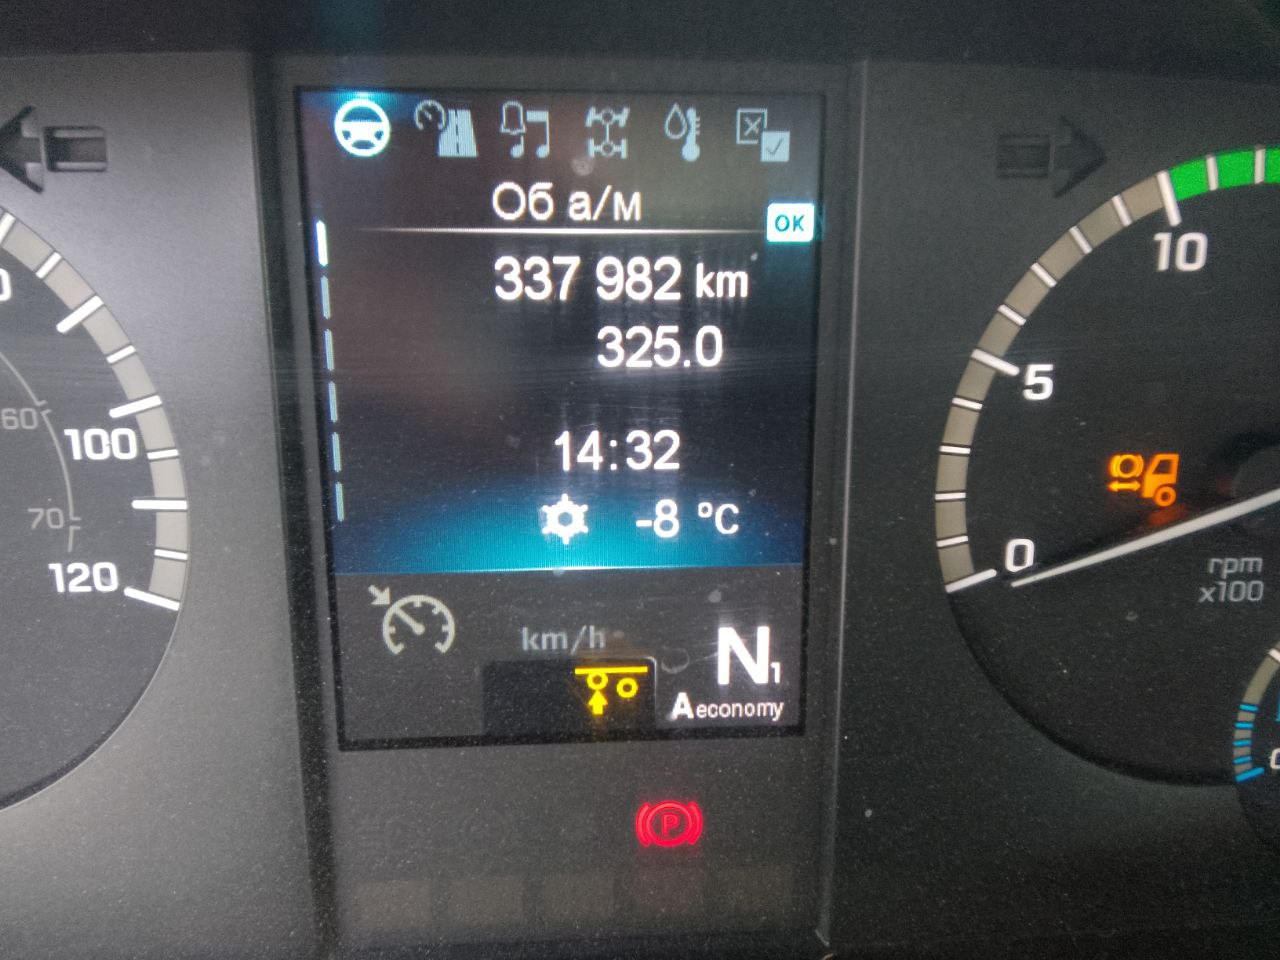 Об а/м
OK
337 982 km
325.0
14:32
-8 °C
km/h
N1
A economy
60
100
70
120
10
5
0
rpm
x100
P